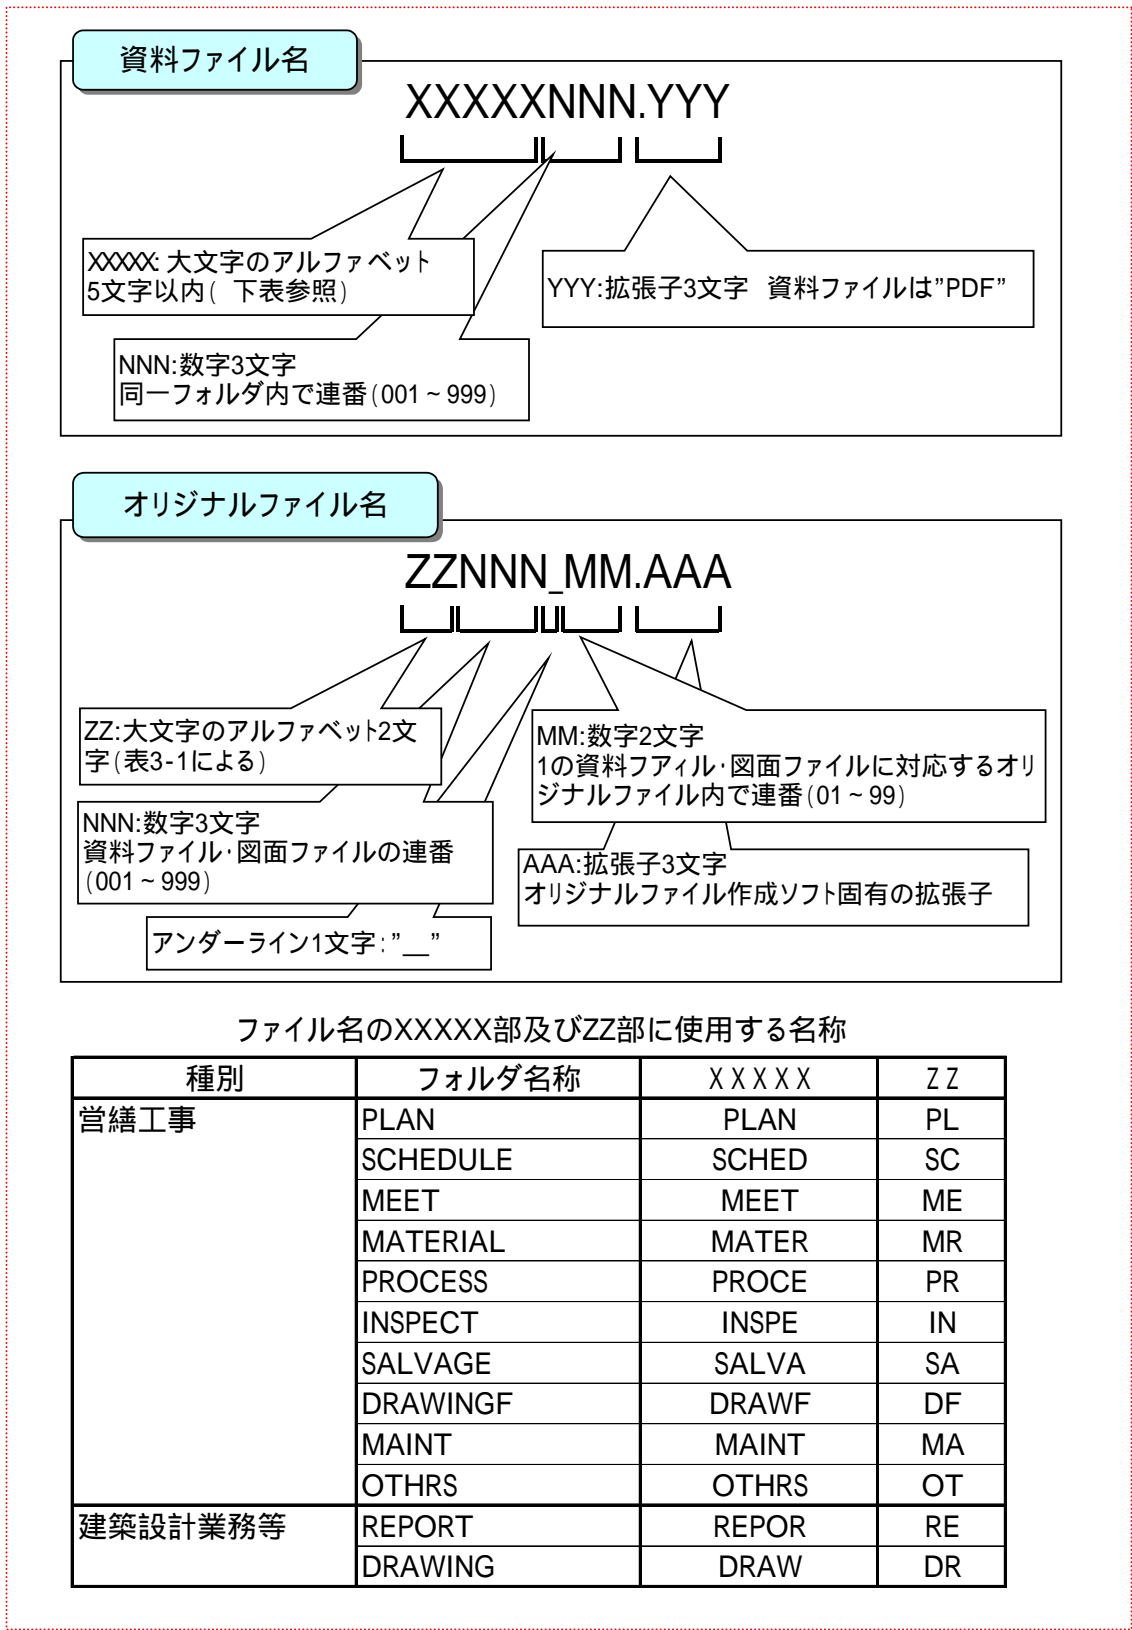 資料ファイル名
XXXXXNNN.YYY
XXXXX:大文字のアルファベット
5文字以内( 下表参照)
YYY:拡張子3文字 資料ファイルは”PDF”
NNN:数字3文字
同一フォルダ内で連番(001~999)
オリジナルファイル名
ZZNNN_MM.AAA
ZZ:大文字のアルファベット2文
字(表3-1による)
MM:数字2文字
1の資料フアィル・図面ファイルに対応するオリ
ジナルファイル内で連番(01~99)
NNN:数字3文字
資料ファイル・図面ファイルの連番
(001~999)
AAA:拡張子3文字
オリジナルファイル作成ソフト固有の拡張子
アンダーライン1文字:”__”
ファイル名のXXXXX部及びZZ部に使用する名称
種別 フォルダ名称 XXXXX ZZ
営繕工事 PLAN PLAN PL
SCHEDULE SCHED SC
MEET MEET ME
MATERIAL MATER MR
PROCESS PROCE PR
INSPECT INSPE IN
SALVAGE SALVA SA
DRAWINGF DRAWF DF
MAINT MAINT MA
OTHRS OTHRS OT
建築設計業務等 REPORT REPOR RE
DRAWING DRAW DR